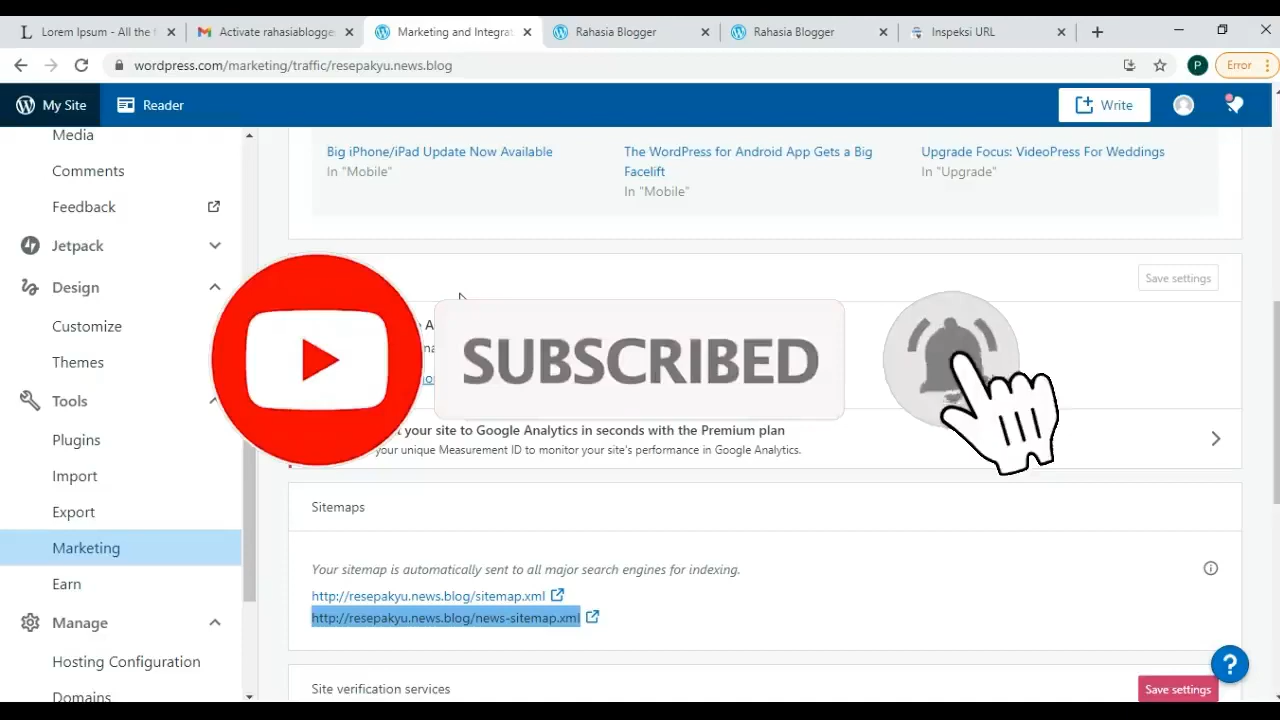 Lorem Ipsum - All the
Activate rahasiablogge
Marketing and Integrat
Rahasia Blogger
Rahasia Blogger
Inspeksi URL
wordpress.com/marketing/traffic/resepakyu.news.blog
P
Error
My Site
Reader
Write
Media
Comments
Feedback
Jetpack
Design
Customize
Themes
Tools
Plugins
Import
Export
Marketing
Earn
Manage
Hosting Configuration
Domains
Big iPhone/iPad Update Now Available
In "Mobile"
The WordPress for Android App Gets a Big
Facelift
In "Mobile"
Upgrade Focus: VideoPress For Weddings
In "Upgrade"
Save settings
SUBSCRIBED
your site to Google Analytics in seconds with the Premium plan
your unique Measurement ID to monitor your site's performance in Google Analytics.
Sitemaps
Your sitemap is automatically sent to all major search engines for indexing.
http://resepakyu.news.blog/sitemap.xml
http://resepakyu.news.blog/news-sitemap.xml
Site verification services
Save settings
?